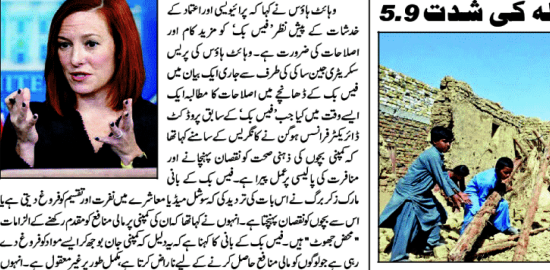 وہائٹ ہاؤس نے کہا کہ پرائیویسی اور اعتماد کے
خدشات کے پیش نظر 'فیس بک' کو مزید کام اور
اصلاحات کی ضرورت ہے۔ وہائٹ ہاؤس کی پریس
سکریٹری جین ساکی کی طرف سے جاری ایک بیان میں
فیس بک کے ڈھانچے میں اصلاحات کا مطالبہ ایک
ایسے وقت میں کیا جب 'فیس بک' کے سابق پروڈکٹ
ڈائریکٹر فرانسس ہوگن نے کانگریس کے سامنے کہا تھا
کہ کمپنی بچوں کی ذہنی صحت کو نقصان پہنچانے اور
منافرت کی پالیسی پر عمل پیرا ہے۔ فیس بک کے بانی
مارک زکربرگ نے اس بات کی تردید کی کہ سوشل میڈیا معاشرے میں نفرت اور تقسیم کو فروغ دیتی ہے یا
اس سے بچوں کو نقصان پہنچتا ہے۔ انہوں نے کہا تھا کہ ان کی کمپنی پر مالی منافع کو مقدم رکھنے کے الزامات
"محض جھوٹ" ہیں۔ فیس بک کے بانی کا کہنا ہے کہ یہ دلیل کہ کمپنی جان بوجھ کر ایسے مواد کو فروغ دے
رہی ہے جو لوگوں کو مالی منافع حاصل کرنے کے لیے ناراض کرتا ہے، مکمل طور پر غیر معقول ہے۔ انہوں
کی شدت 5.9